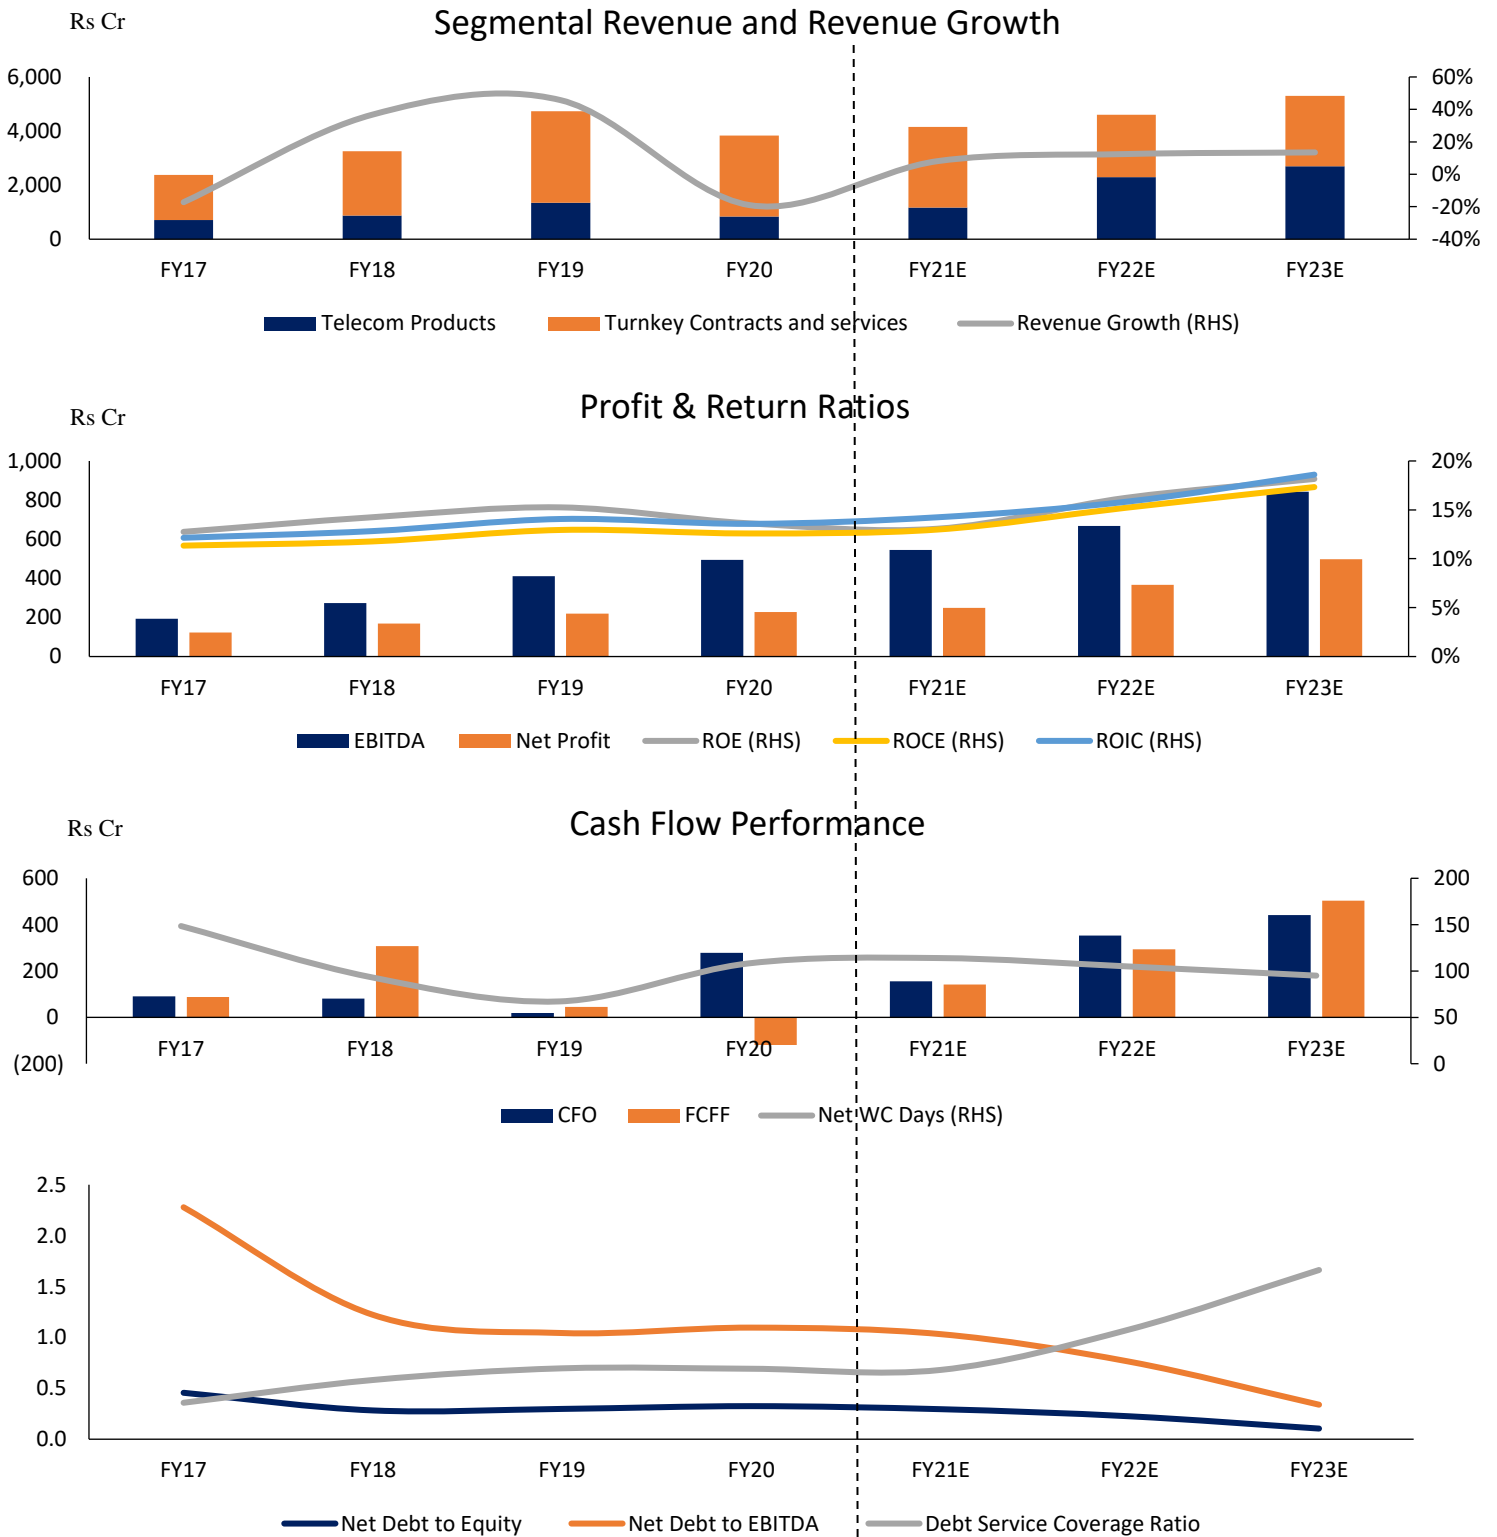 Rs Cr
Segmental Revenue and Revenue Growth
6,000 60%
40%
4,000 20%
2,000 0%
-20%
0 -40%
FY17 FY18 FY19 FY20 FY21E FY22E FY23E
Telecom Products Turnkey Contracts and services Revenue Growth (RHS)
Rs Cr
Profit & Return Ratios
1,000 20%
800 15%
600
400 10%
200 5%
0 0%
FY17 FY18 FY19 FY20 FY21E FY22E FY23E
EBITDA Net Profit ROE (RHS) ROCE (RHS) ROIC (RHS)
Rs Cr
Cash Flow Performance
600 200
400 150
200 100
0 50
FY17 FY18 FY19 FY20 FY21E FY22E FY23E
(200) 0
CFO FCFF Net WC Days (RHS)
2.5
2.0
1.5
1.0
0.5
0.0
FY17 FY18 FY19 FY20 FY21E FY22E FY23E
Net Debt to Equity Net Debt to EBITDA Debt Service Coverage Ratio